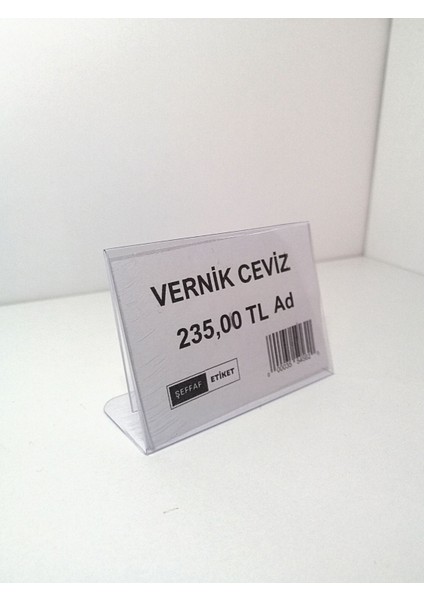 VERNİK CEVİZ
235,00 TL Ad
ŞEFFAF ETİKET